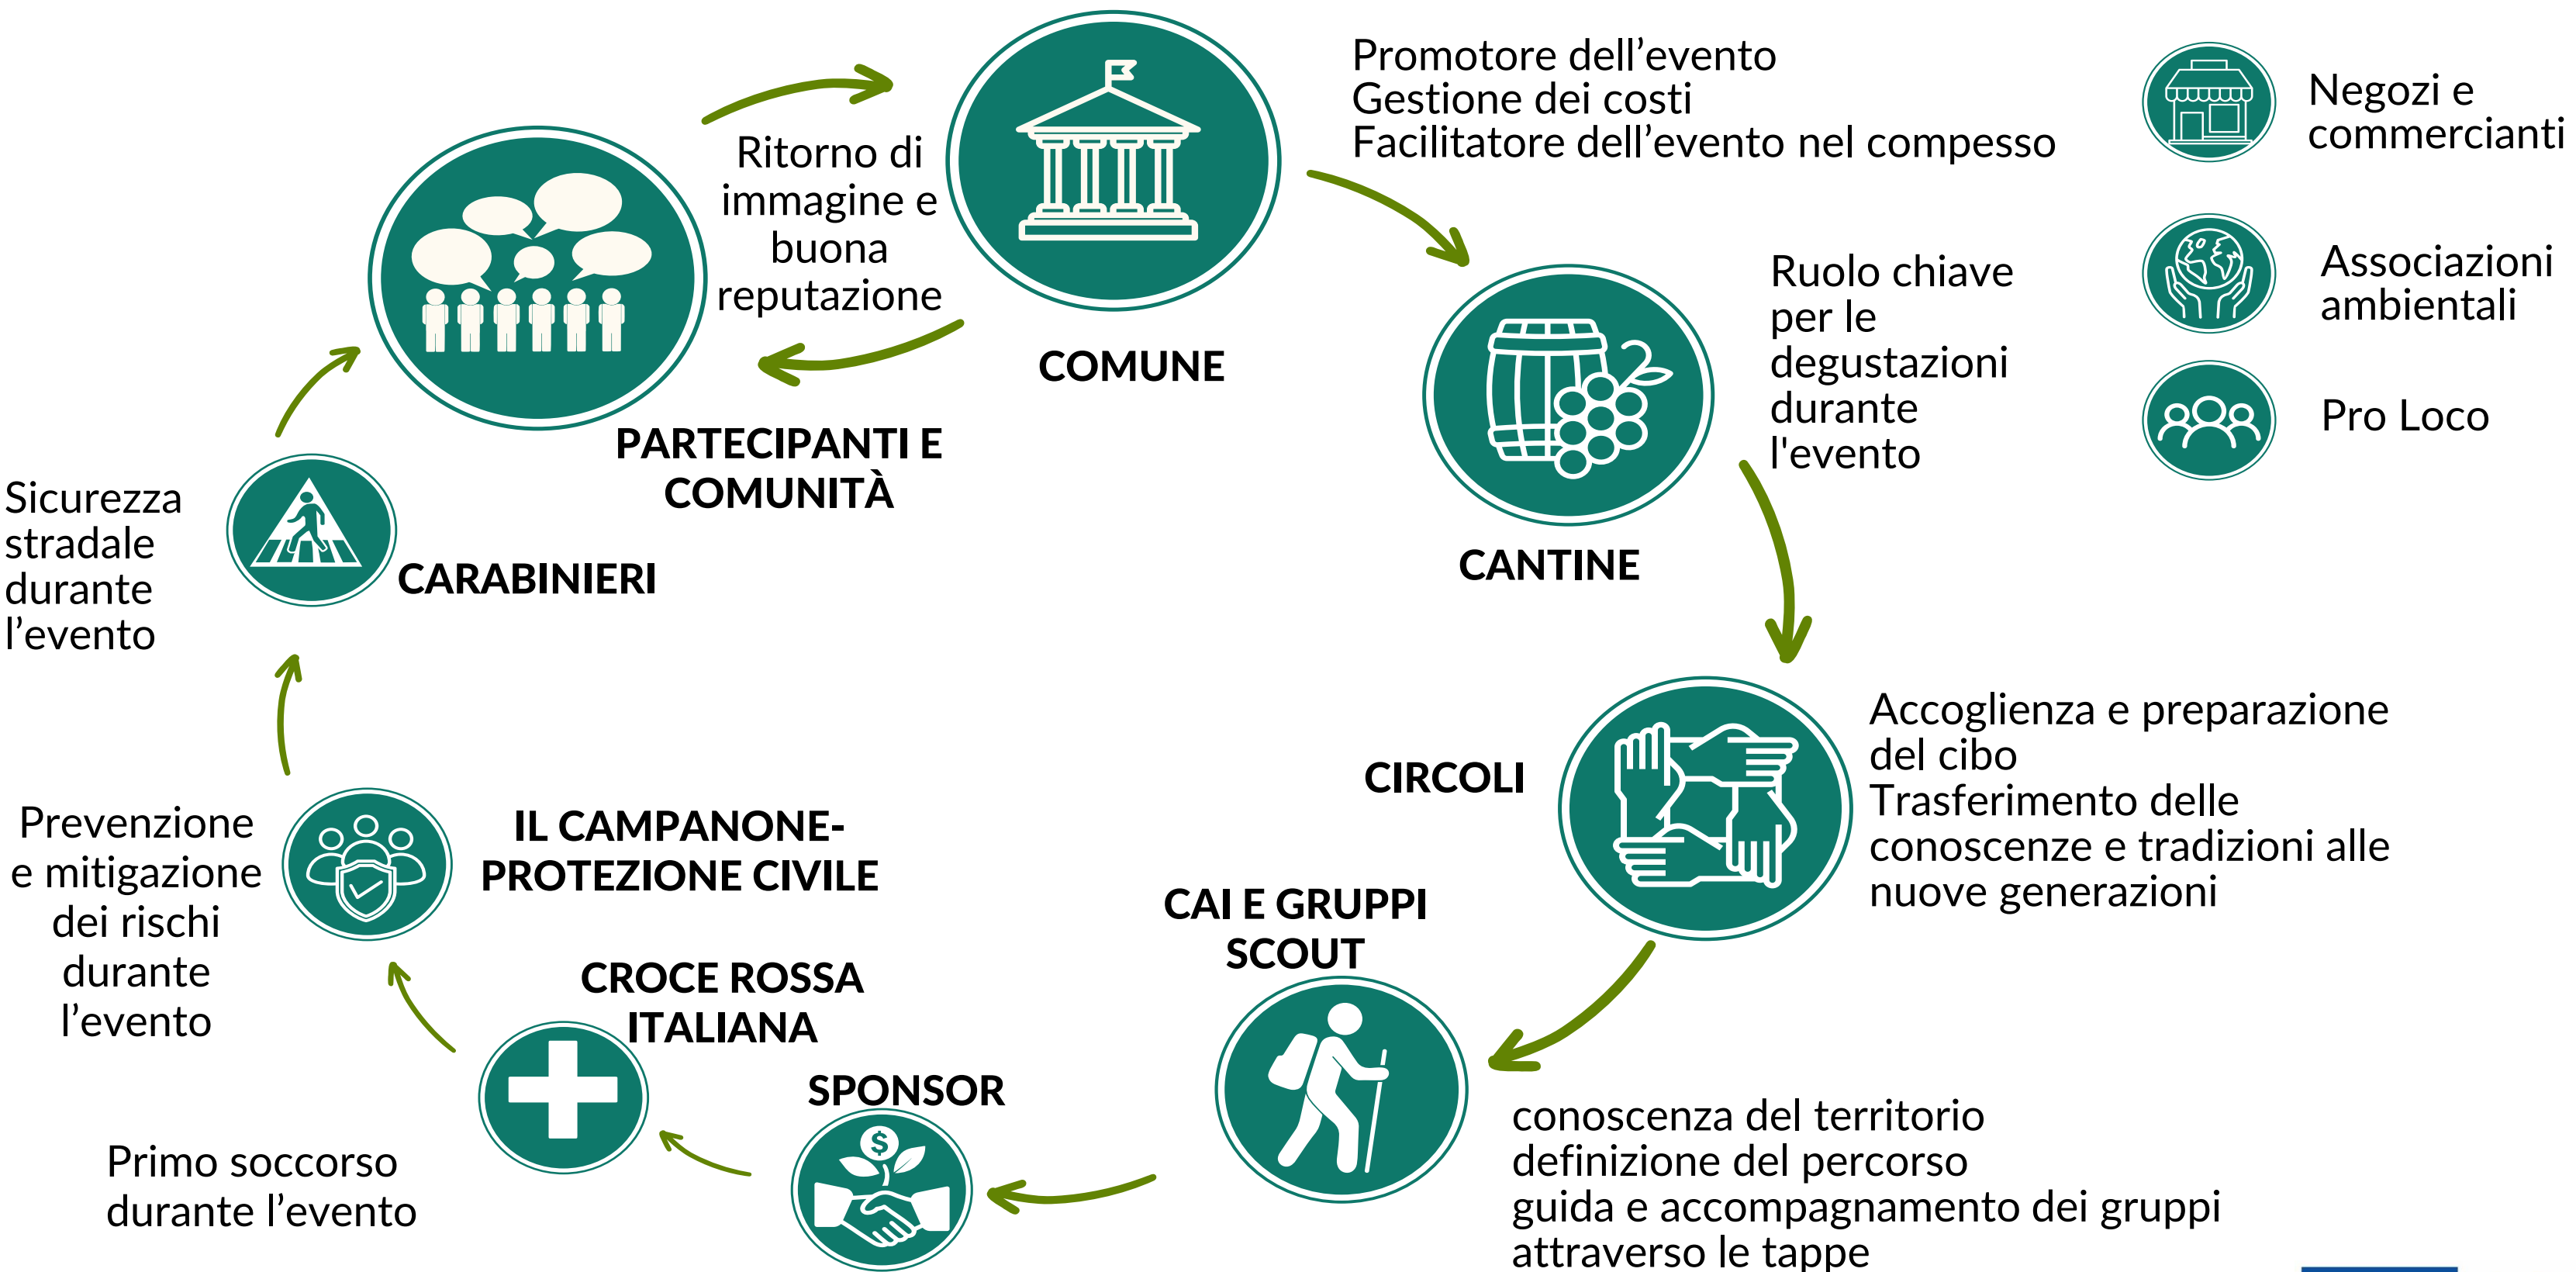 Promotore dell’evento
Gestione dei costi
Facilitatore dell’evento nel compesso
Negozi e
commercianti
Associazioni
ambientali
Pro Loco
Ritorno di
immagine e
buona
reputazione
COMUNE
PARTECIPANTI E
COMUNITÀ
Ruolo chiave
per le
degustazioni
durante
l'evento
CANTINE
Sicurezza
stradale
durante
l’evento
CARABINIERI
CIRCOLI
Accoglienza e preparazione
del cibo
Trasferimento delle
conoscenze e tradizioni alle
nuove generazioni
Prevenzione
e mitigazione
dei rischi
durante
l’evento
IL CAMPANONE-
PROTEZIONE CIVILE
CAI E GRUPPI
SCOUT
CROCE ROSSA
ITALIANA
SPONSOR
$
Primo soccorso
durante l’evento
conoscenza del territorio
definizione del percorso
guida e accompagnamento dei gruppi
attraverso le tappe